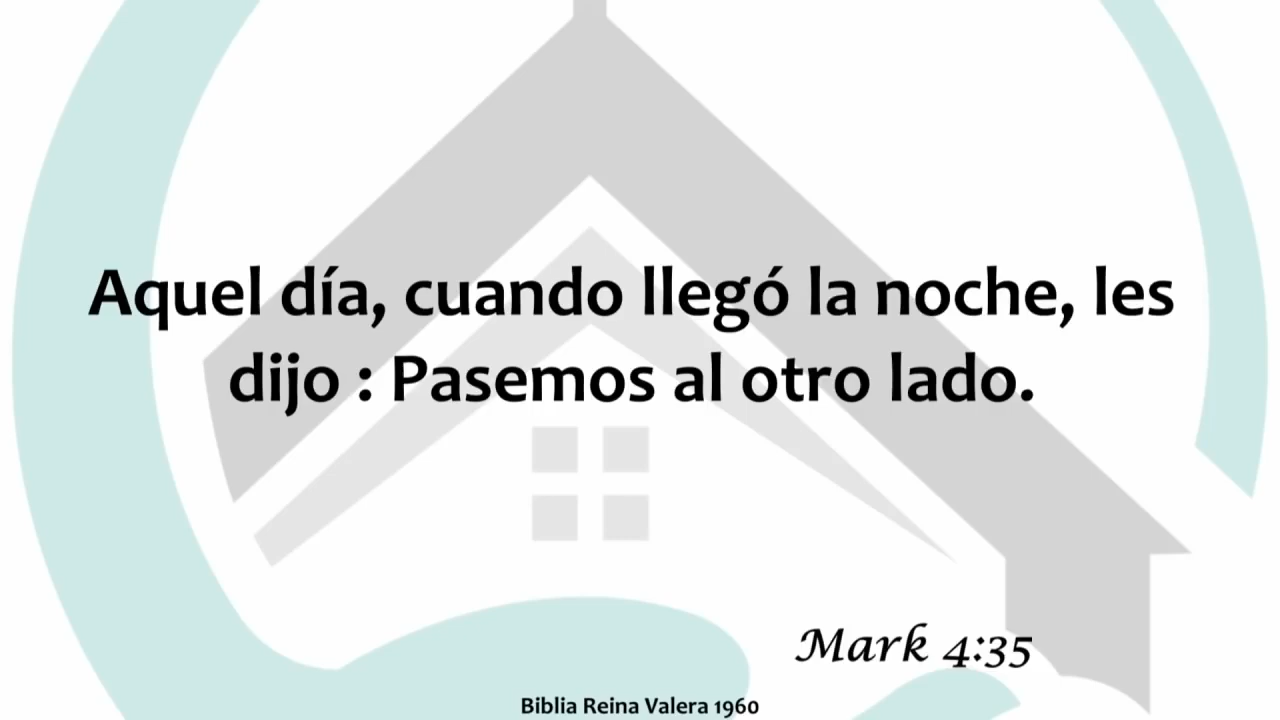 Aquel día, cuando llegó la noche, les
dijo : Pasemos al otro lado.
Mark 4:35
Biblia Reina Valera 1960